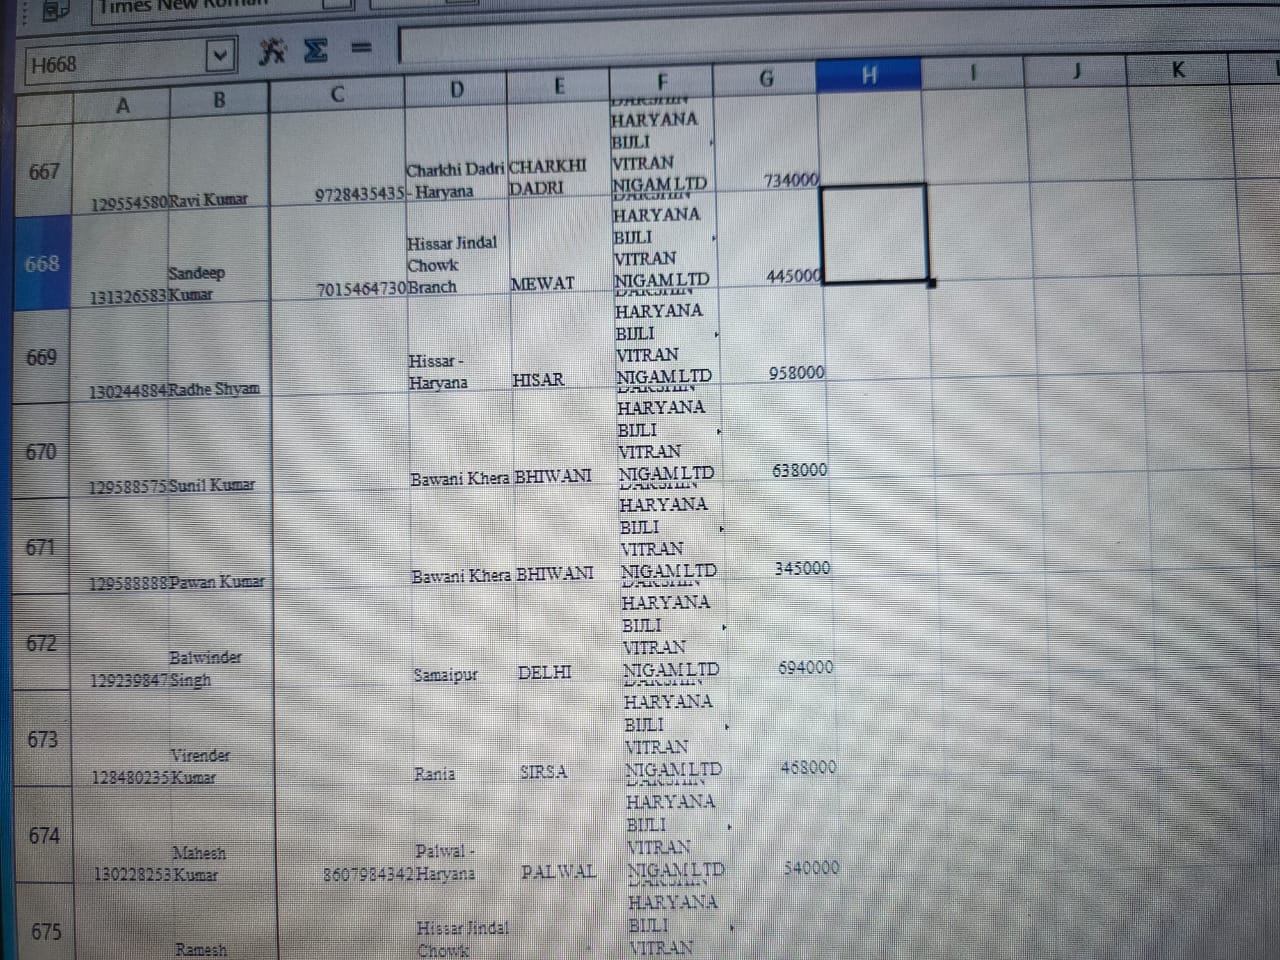 Times New Roman
H668
A B C D E F G H I J K
667
129554580 Ravi Kumar 9728435435 Charkhi Dadri - Haryana CHARKHI DADRI DAKSHIN HARYANA BIJLI VITRAN NIGAM LTD 734000
668
131326583 Sandeep Kumar 7015464730 Hissar Jindal Chowk Branch MEWAT DAKSHIN HARYANA BIJLI VITRAN NIGAM LTD 445000
669
130244884 Radhe Shyam Hissar - Haryana HISAR DAKSHIN HARYANA BIJLI VITRAN NIGAM LTD 958000
670
129588575 Sunil Kumar Bawani Khera BHIWANI DAKSHIN HARYANA BIJLI VITRAN NIGAM LTD 638000
671
129588888 Pawan Kumar Bawani Khera BHIWANI DAKSHIN HARYANA BIJLI VITRAN NIGAM LTD 345000
672
129239847 Balwinder Singh Samaipur DELHI DAKSHIN HARYANA BIJLI VITRAN NIGAM LTD 694000
673
128480235 Virender Kumar Rania SIRSA DAKSHIN HARYANA BIJLI VITRAN NIGAM LTD 468000
674
130228253 Mahesh Kumar 8607984342 Palwal - Haryana PALWAL DAKSHIN HARYANA BIJLI VITRAN NIGAM LTD 540000
675
Ramesh Hissar Jindal Chowk DAKSHIN HARYANA BIJLI VITRAN